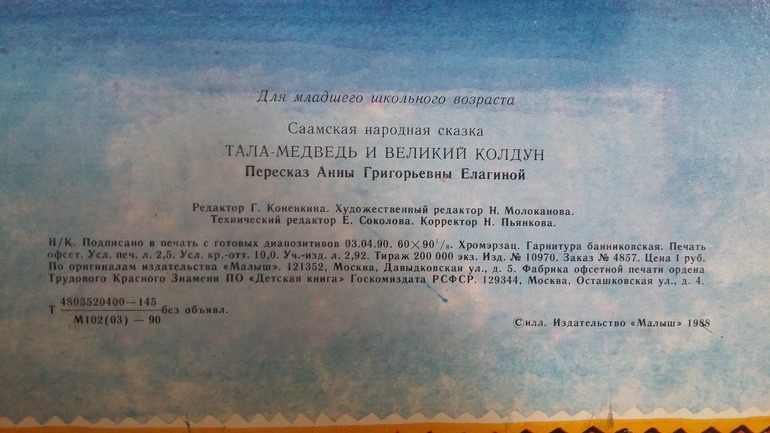 Для младшего школьного возраста
Саамская народная сказка
ТАЛА-МЕДВЕДЬ И ВЕЛИКИЙ КОЛДУН
Пересказ Анны Григорьевны Елагиной
Редактор Г. Коненкина. Художественный редактор Н. Молоканова.
Технический редактор Е. Соколова. Корректор Н. Пьянкова.
И/К. Подписано в печать с готовых диапозитивов 03.04.90. 60×90¹/₈. Хромерзац. Гарнитура банниковская. Печать
офсет. Усл. печ. л. 2,5. Усл. кр.-отт. 10,0. Уч.-изд. л. 2,92. Тираж 200 000 экз. Изд. № 10970. Заказ № 4857. Цена 1 руб.
По оригиналам издательства «Малыш». 121352, Москва, Давыдковская ул., д. 5. Фабрика офсетной печати ордена
Трудового Красного Знамени ПО «Детская книга» Госкомиздата РСФСР. 129344, Москва, Осташковская ул., д. 4.
Т 4803520400—145 без объявл.
М102(03)—90
©илл. Издательство «Малыш» 1988